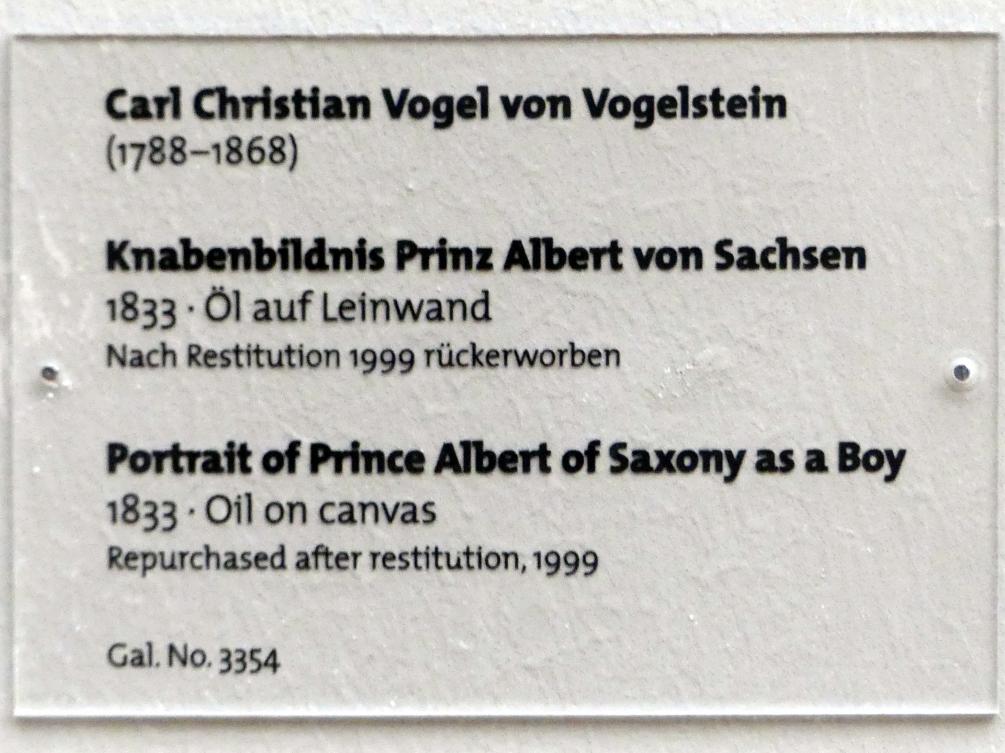 Carl Christian Vogel von Vogelstein
(1788–1868)
Knabenbildnis Prinz Albert von Sachsen
1833 · Öl auf Leinwand
Nach Restitution 1999 rückerworben
Portrait of Prince Albert of Saxony as a Boy
1833 · Oil on canvas
Repurchased after restitution, 1999
Gal. No. 3354